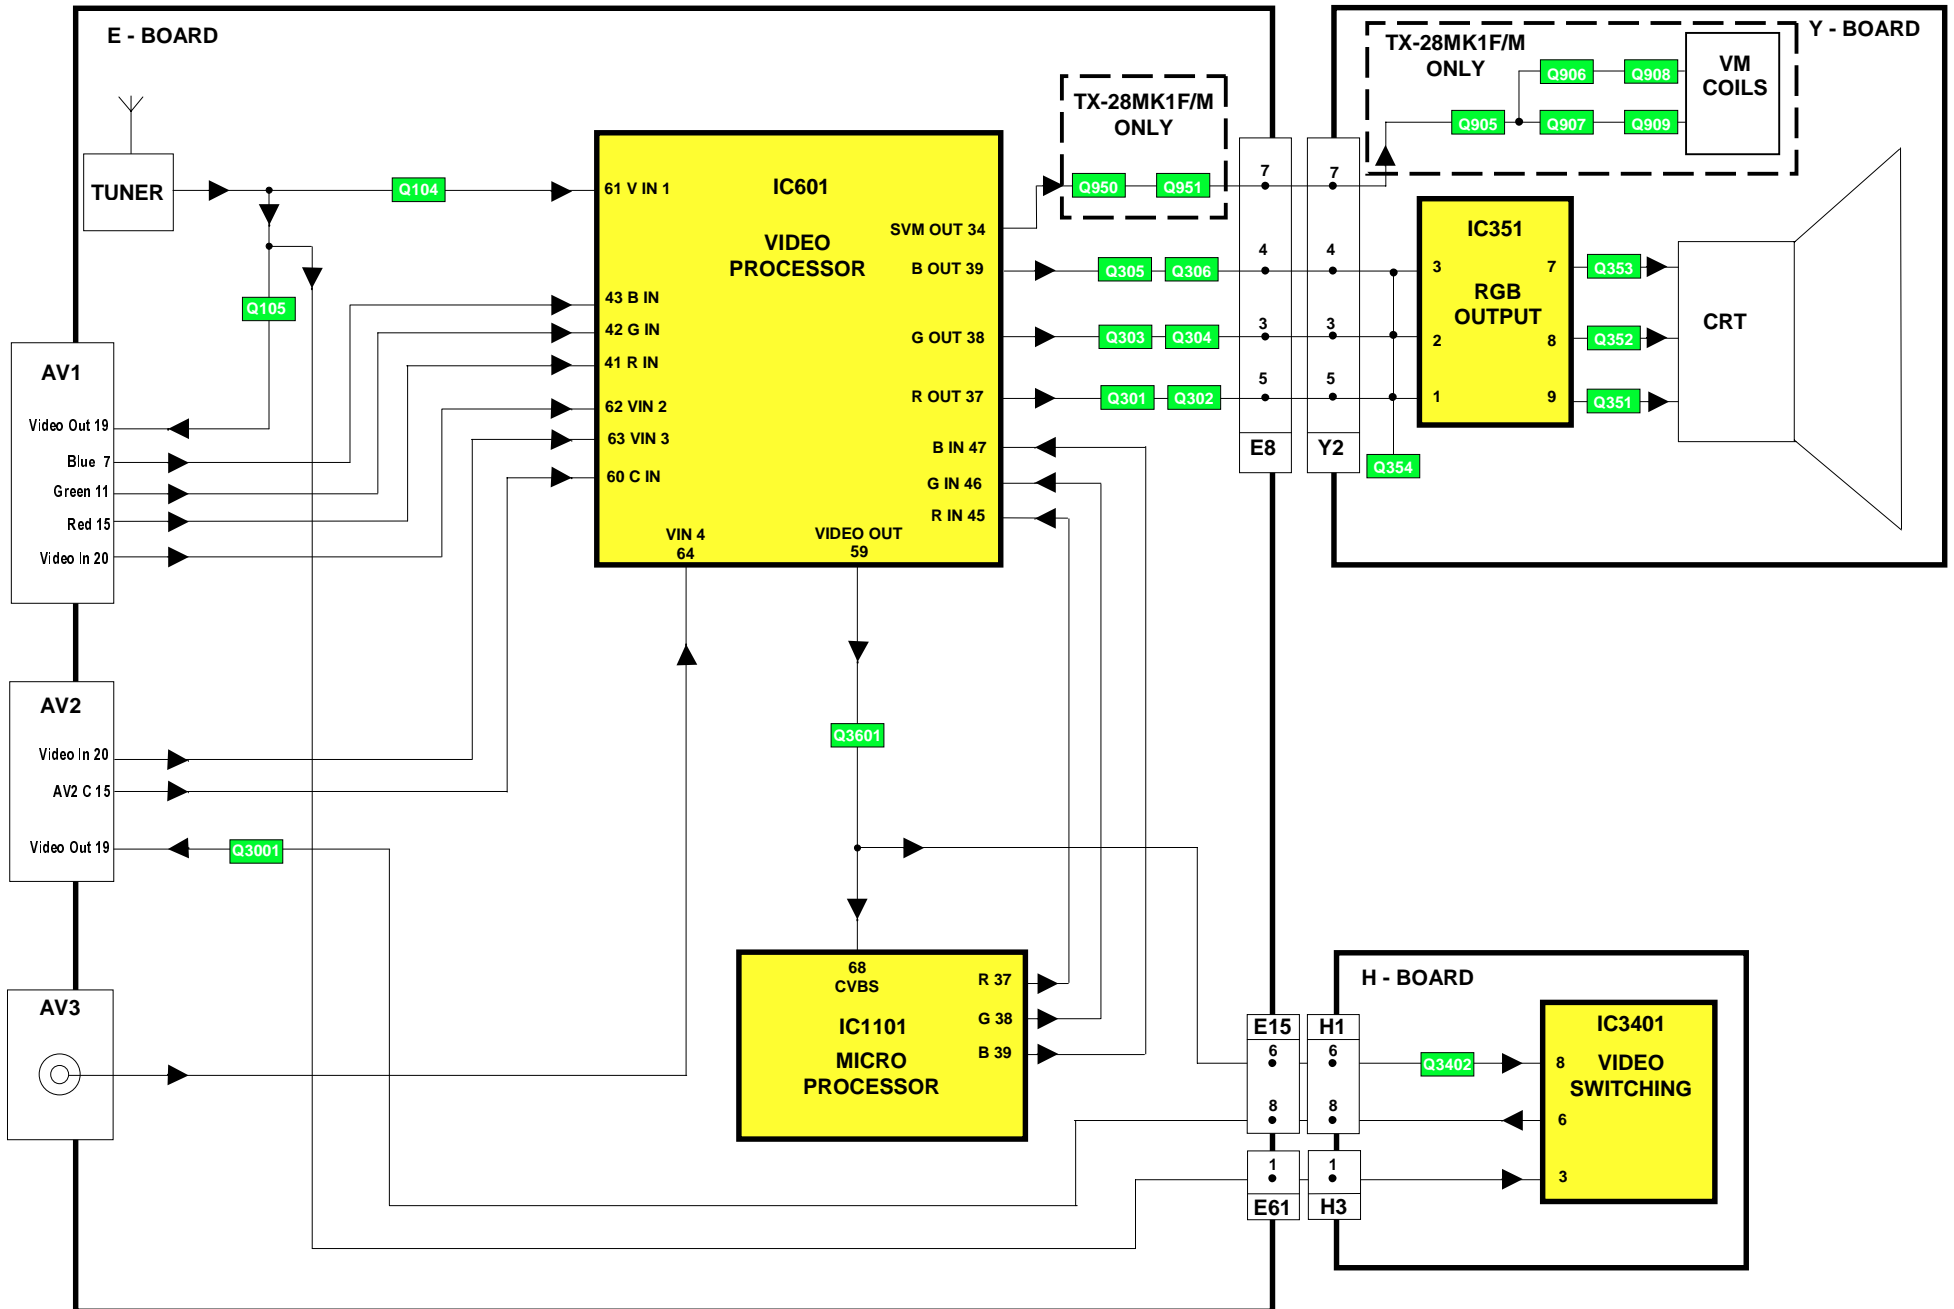 E - BOARD
TUNER
Q104
Q105
AV1
Video Out 19
Blue 7
Green 11
Red 15
Video In 20
AV2
Video In 20
AV2 C 15
Video Out 19
Q3001
AV3
61 V IN 1
IC601
VIDEO
PROCESSOR
43 B IN
42 G IN
41 R IN
62 VIN 2
63 VIN 3
60 C IN
VIN 4
64
VIDEO OUT
59
SVM OUT 34
B OUT 39
G OUT 38
R OUT 37
B IN 47
G IN 46
R IN 45
TX-28MK1F/M
ONLY
Q950
Q951
Q305
Q306
Q303
Q304
Q301
Q302
7
4
3
5
E8
7
4
3
5
Y2
Q3601
68
CVBS
IC1101
MICRO
PROCESSOR
R 37
G 38
B 39
Y - BOARD
TX-28MK1F/M
ONLY
Q905
Q906
Q908
Q907
Q909
VM
COILS
IC351
RGB
OUTPUT
3
2
1
7
8
9
Q353
Q352
Q351
Q354
CRT
H - BOARD
E15
6
8
1
E61
H1
6
8
1
H3
Q3402
IC3401
VIDEO
SWITCHING
8
6
3